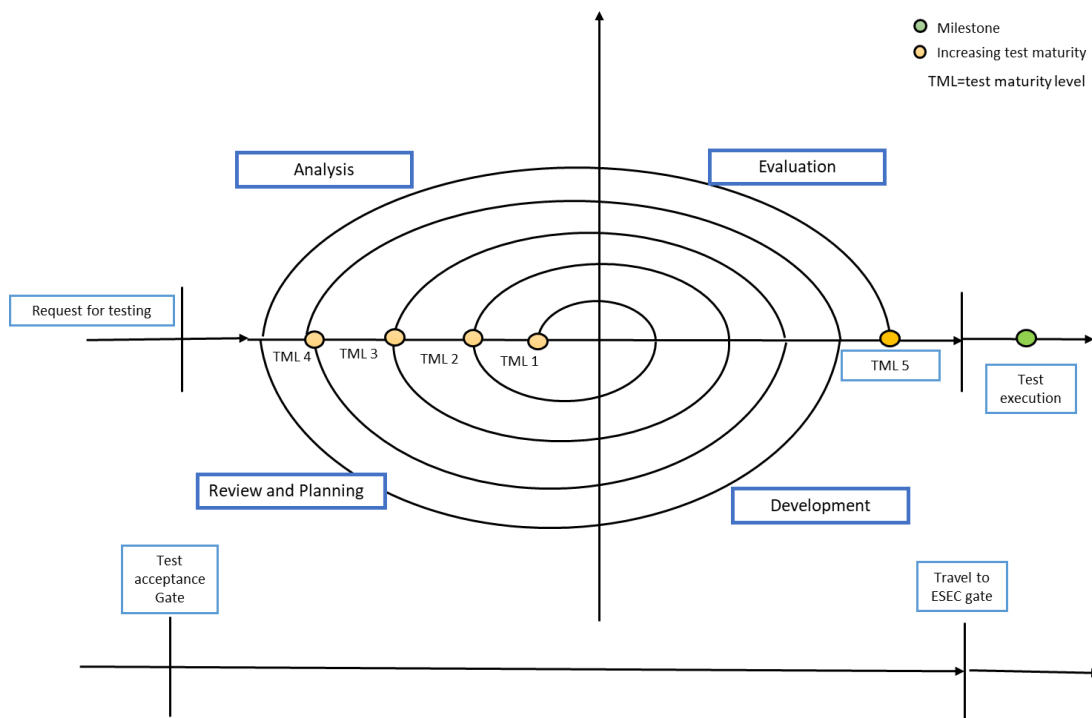 Milestone
Increasing test maturity
TML=test maturity level
Analysis
Evaluation
Request for testing
TML 4
TML 3
TML 2
TML 1
TML 5
Test
execution
Review and Planning
Development
Test
acceptance
Gate
Travel to
ESEC gate